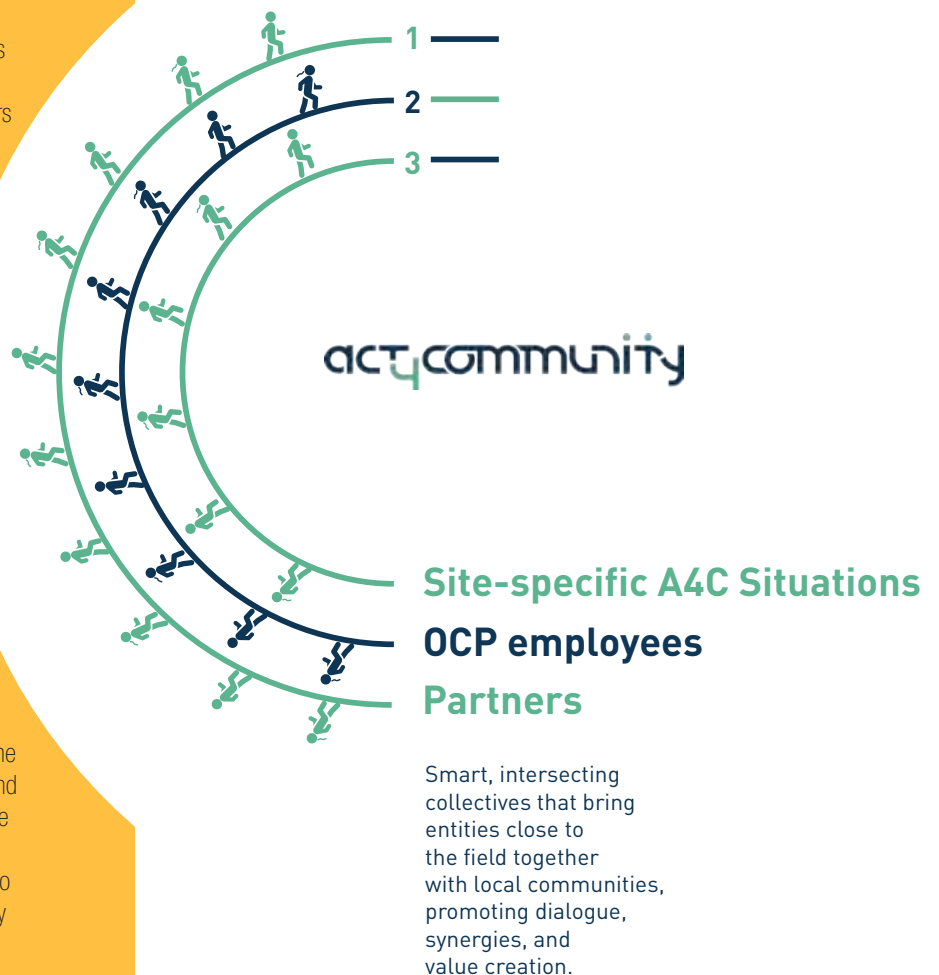 1
2
3
act4community
Site-specific A4C Situations
OCP employees
Partners
Smart, intersecting
collectives that bring
entities close to
the field together
with local communities,
promoting dialogue,
synergies, and
value creation.